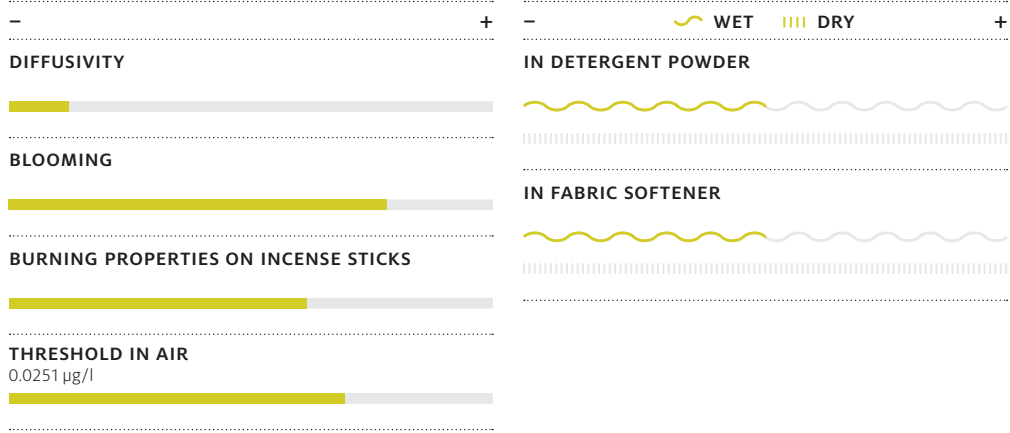 – +
DIFFUSIVITY
BLOOMING
BURNING PROPERTIES ON INCENSE STICKS
THRESHOLD IN AIR
0.0251 µg/l
– WET DRY +
IN DETERGENT POWDER
IN FABRIC SOFTENER